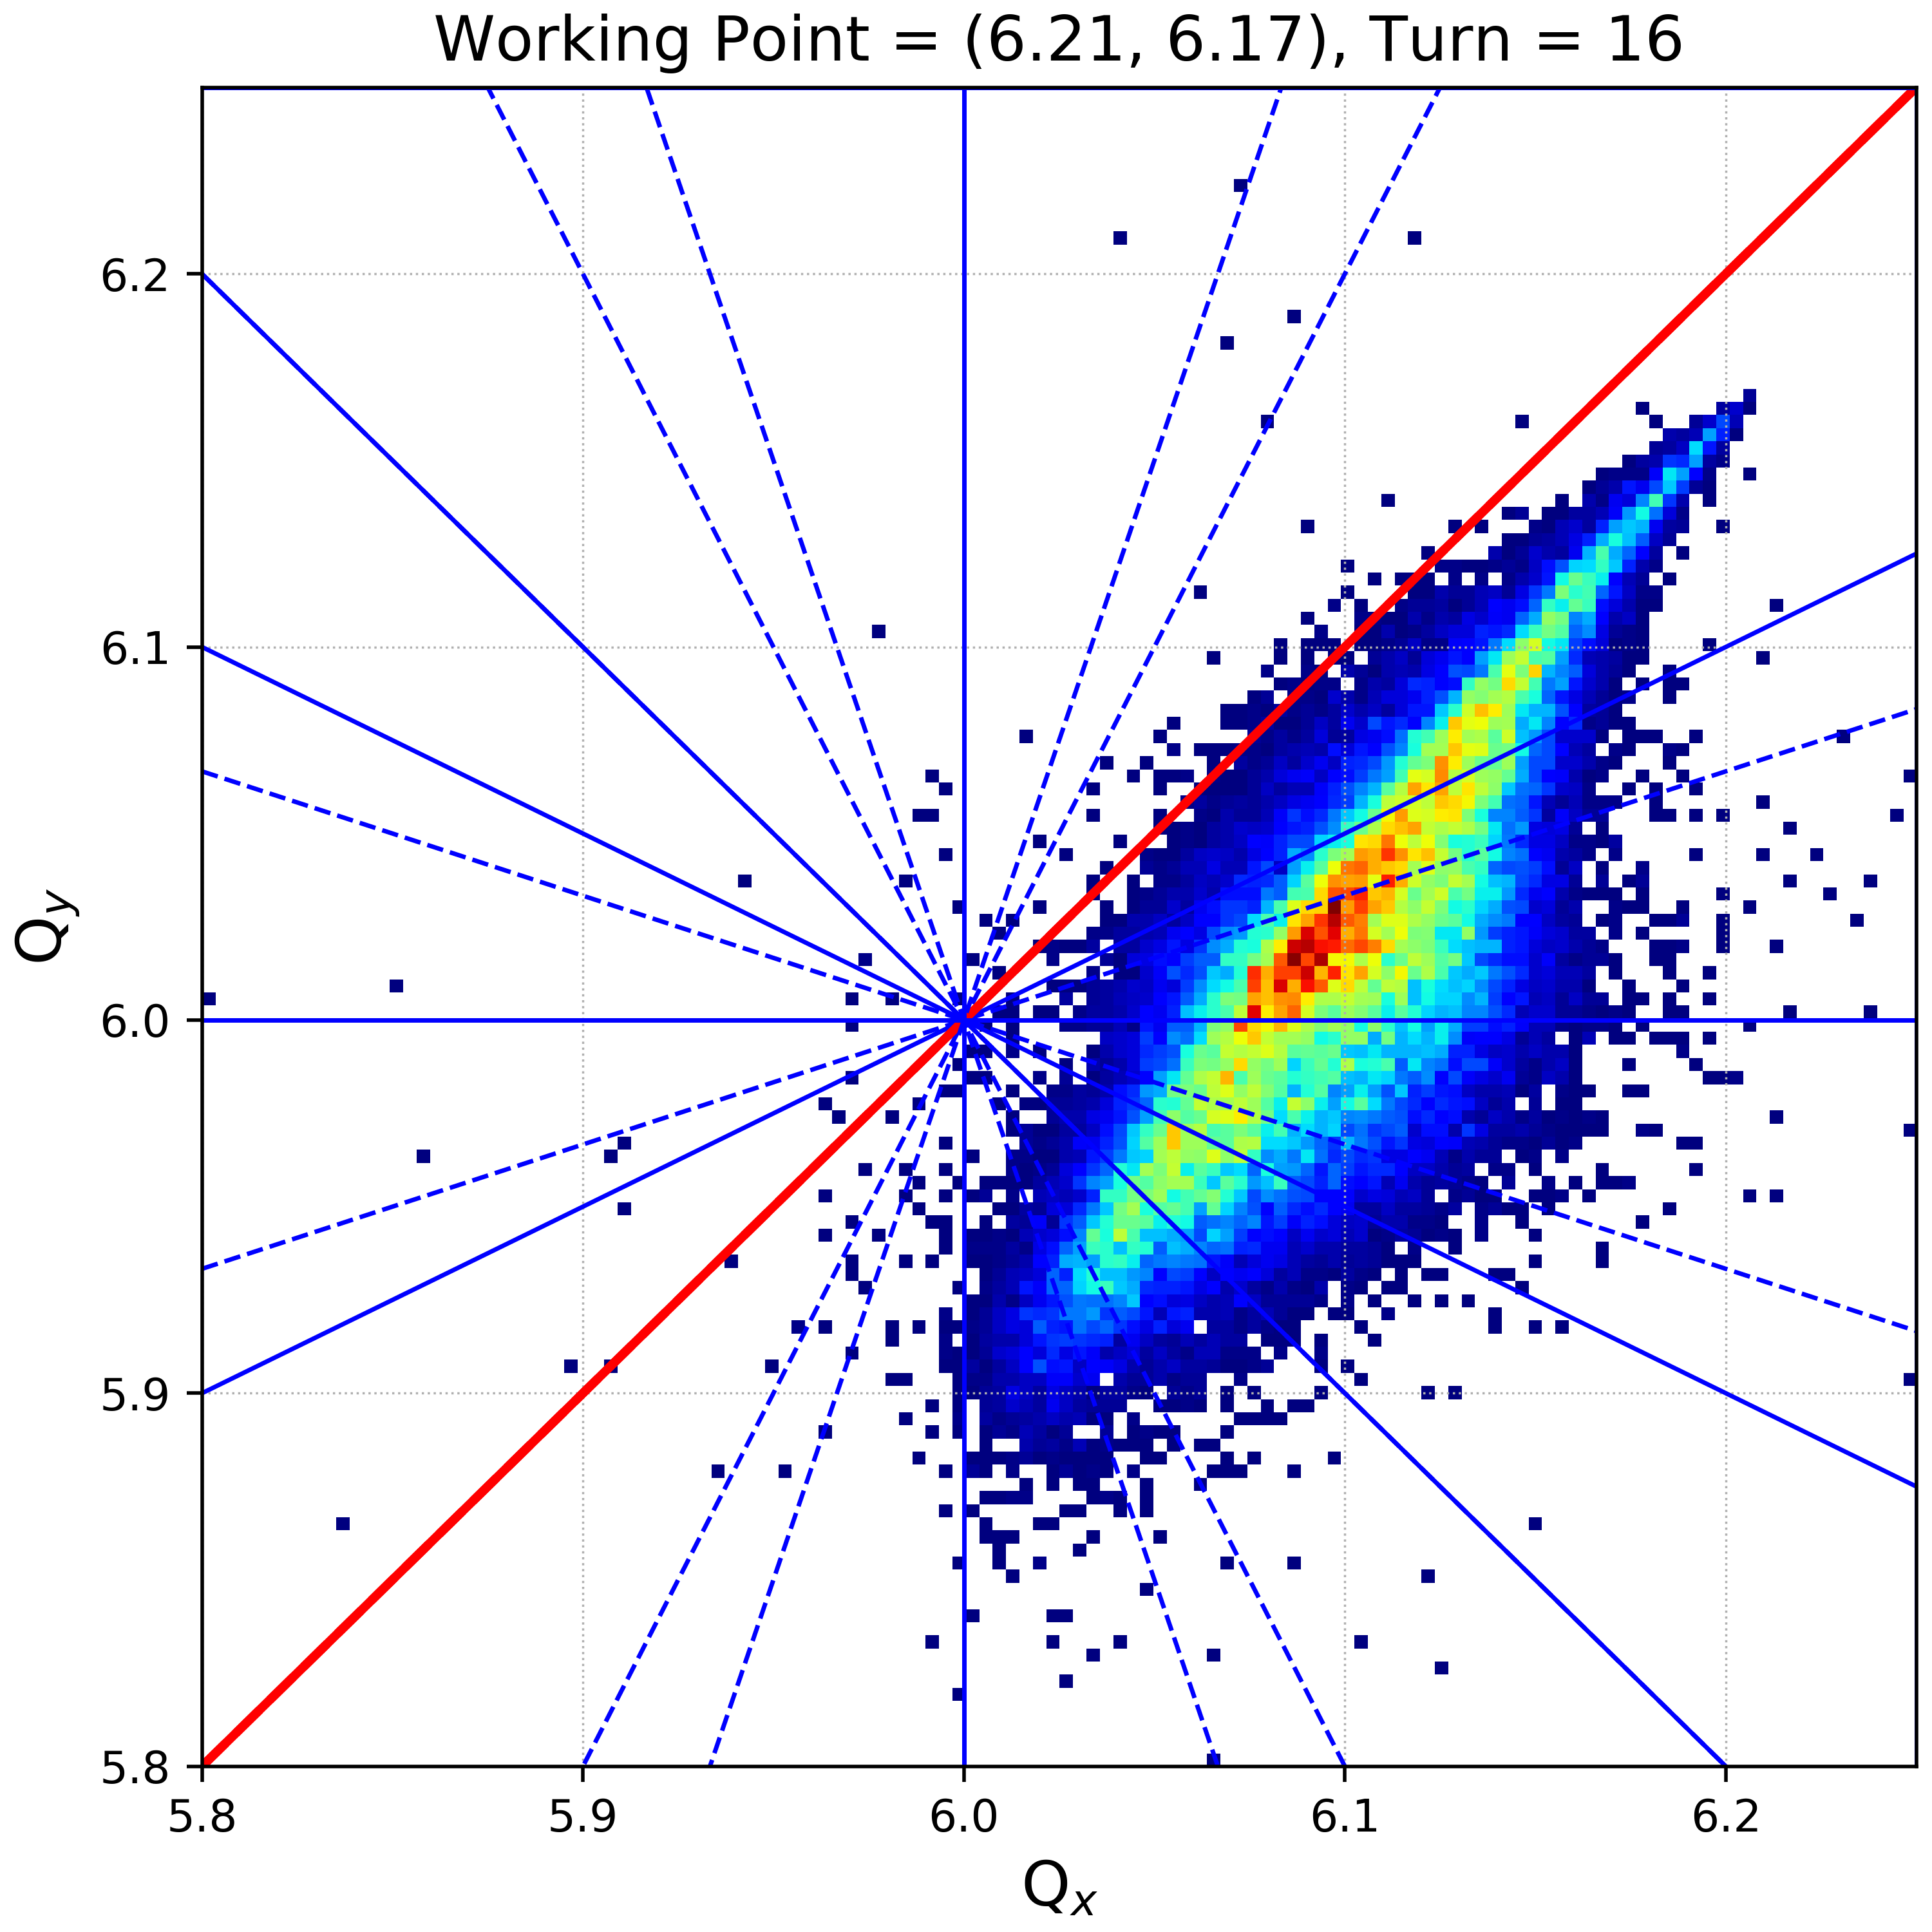 Working Point = (6.21, 6.17), Turn = 16
6.2
6.1
6.0
5.9
5.8
Qy
5.8 5.9 6.0 6.1 6.2
Qx